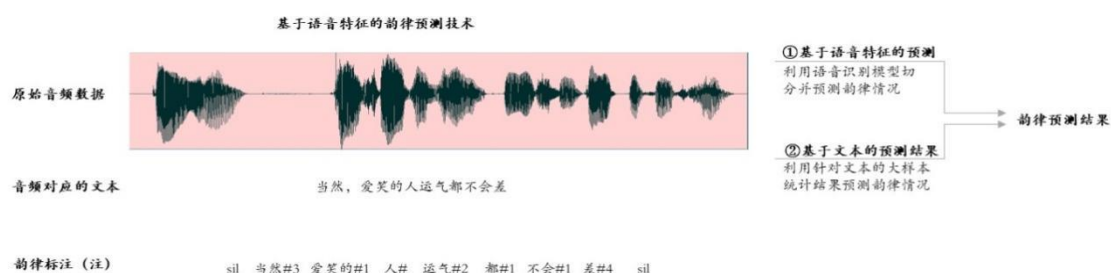 基于语音特征的韵律预测技术
原始音频数据
①基于语音特征的预测
利用语音识别模型切
分并预测韵律情况
韵律预测结果
②基于文本的预测结果
利用针对文本的大样本
统计结果预测韵律情况
音频对应的文本
当然，爱笑的人运气都不会差
韵律标注（注）
sil 当然#3 爱笑的#1 人# 运气#2 都#1 不会#1 差#4 sil